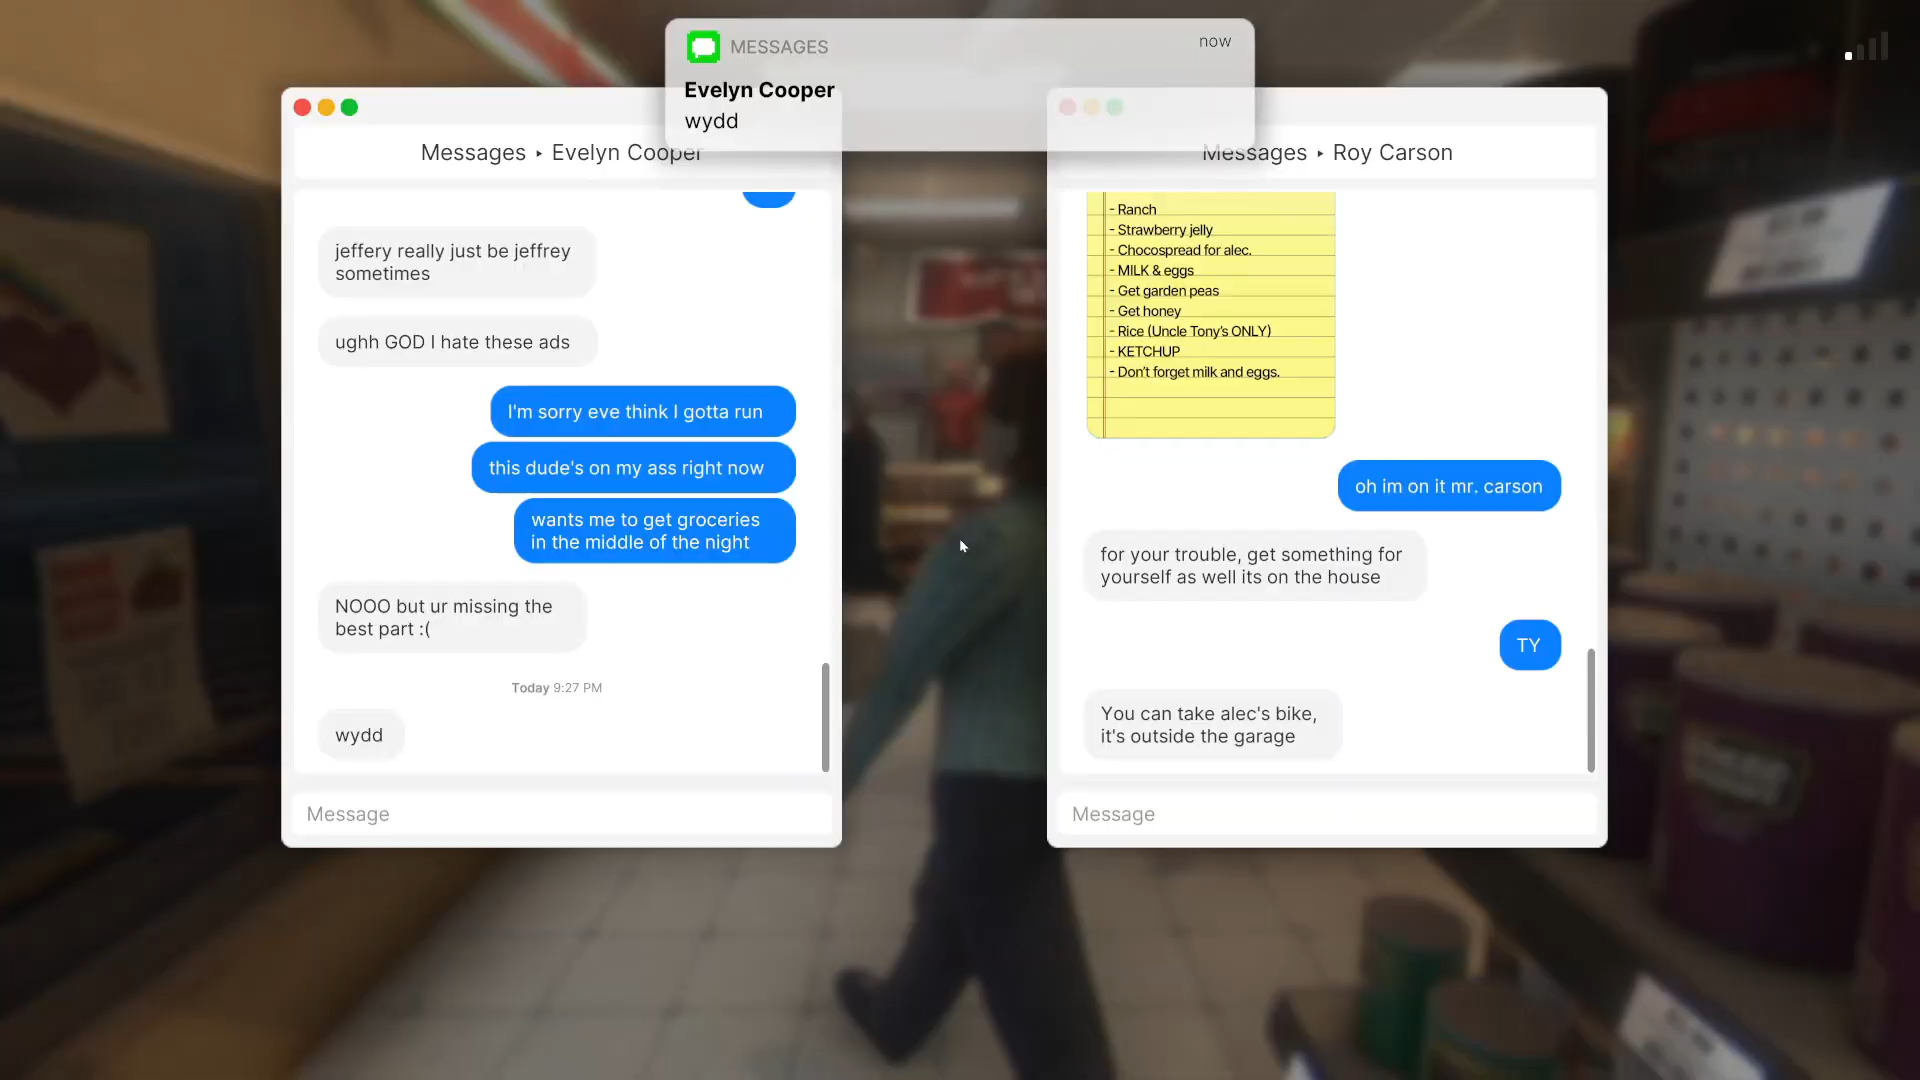 MESSAGES
now
Evelyn Cooper
wydd
Messages ‣ Evelyn Cooper
jeffery really just be jeffrey
sometimes
ughh GOD I hate these ads
I'm sorry eve think I gotta run
this dude's on my ass right now
wants me to get groceries
in the middle of the night
NOOO but ur missing the
best part :(
Today 9:27 PM
wydd
Message
Messages ‣ Roy Carson
- Ranch
- Strawberry jelly
- Chocospread for alec.
- MILK & eggs
- Get garden peas
- Get honey
- Rice (Uncle Tony's ONLY)
- KETCHUP
- Don't forget milk and eggs.
oh im on it mr. carson
for your trouble, get something for
yourself as well its on the house
TY
You can take alec's bike,
it's outside the garage
Message